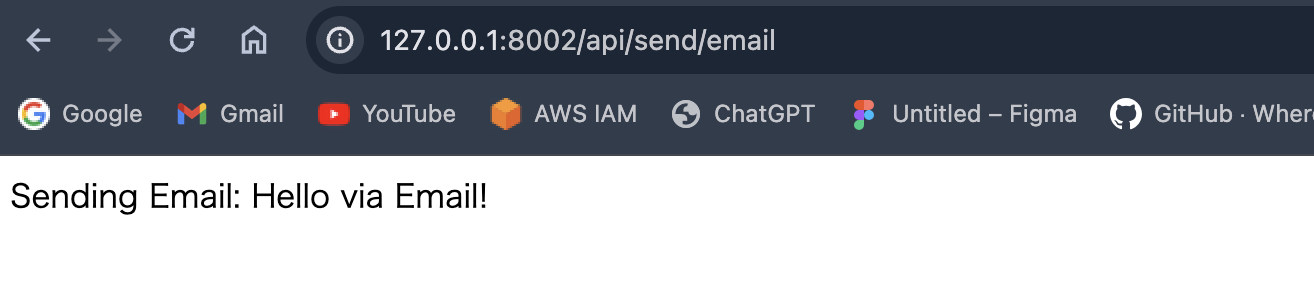 127.0.0.1:8002/api/send/email
Google Gmail YouTube AWS IAM ChatGPT Untitled – Figma GitHub · Wher
Sending Email: Hello via Email!